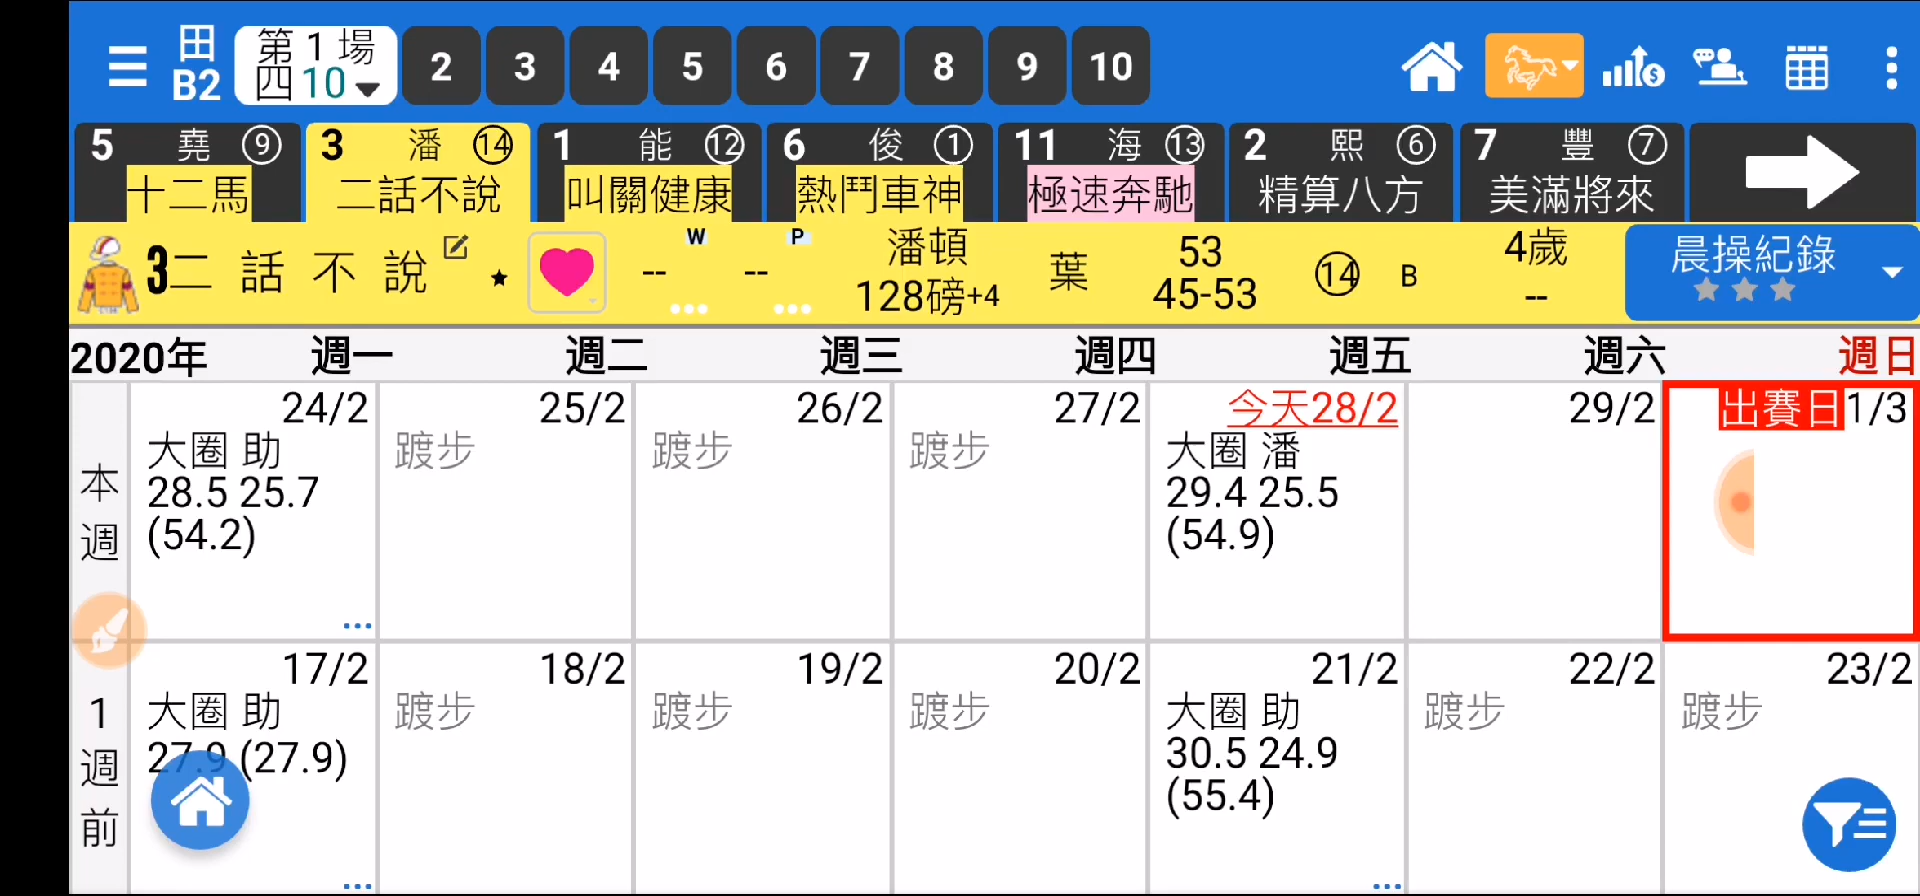 田
B2
第 1 場
四 10
2
3
4
5
6
7
8
9
10
5 堯 9
十二馬
3 潘 14
二話不說
1 能 12
叫關健康
6 俊 1
熱鬥車神
11 海 13
極速奔馳
2 熙 6
精算八方
7 豐 7
美滿將來
3 二話不說
W
--
P
--
潘頓
128磅+4
葉
53
45-53
14
B
4歲
--
晨操紀錄
2020年 週一 週二 週三 週四 週五 週六 週日
本週
24/2
大圈 助
28.5 25.7
(54.2)
25/2
踱步
26/2
踱步
27/2
踱步
今天28/2
大圈 潘
29.4 25.5
(54.9)
29/2
出賽日1/3
1週前
17/2
大圈 助
27.9 (27.9)
18/2
踱步
19/2
踱步
20/2
踱步
21/2
大圈 助
30.5 24.9
(55.4)
22/2
踱步
23/2
踱步